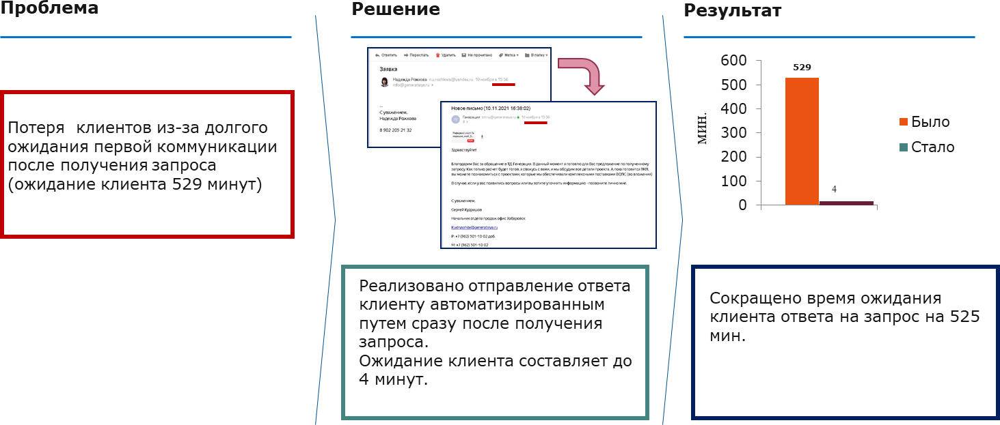 Проблема
Потеря клиентов из-за долгого
ожидания первой коммуникации
после получения запроса
(ожидание клиента 529 минут)
Решение
Ответить Переслать Удалить Не прочитано Метка В папку
Заявка
Надежда Рожкова n.u.rozhkova@yandex.ru 10 ноября в 15:34
info@generatsiya.ru
--
С уважением,
Надежда Рожкова
8 902 205 21 32
Новое письмо (10.11.2021 16:38:02)
Генерация 10 ноября в 15:38
Здравствуйте!
Благодарим Вас за обращение в ТД Генерация. В данный момент я готовлю для Вас предложение по полученному
запросу. Как только расчет будет готов, я свяжусь с вами, и мы обсудим все детали проекта. А пока готовится ТКП,
вы можете познакомиться с проектами, которые мы обеспечивали комплексными поставками ВОЛС (во вложении)
В случае, если у вас появились вопросы или вы хотите уточнить информацию - позвоните лично мне.
С уважением,
Сергей Кудряшов
Начальник отдела продаж офис Хабаровск
Kudryashov@generatsiya.ru
P: +7 (962) 501-10-02 доб.
M: +7 (962) 501-10-02
Реализовано отправление ответа
клиенту автоматизированным
путем сразу после получения
запроса.
Ожидание клиента составляет до
4 минут.
Результат
600
500
400
300
200
100
0
мин.
529
4
Было
Стало
Сокращено время ожидания
клиента ответа на запрос на 525
мин.